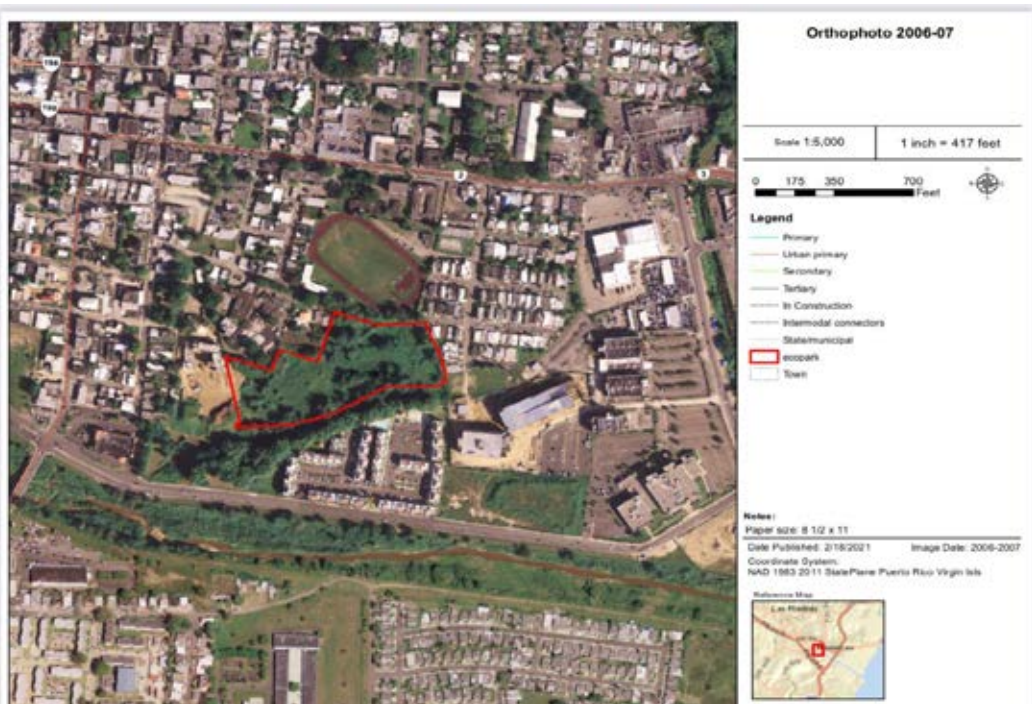 Orthophoto 2006-07
Scale 1:5,000
1 inch = 417 feet
0 175 350 700
Feet
Legend
Primary
Urban primary
Secondary
Tertiary
In Construction
Intermodal connectors
State/municipal
ecopark
Town
Notes:
Paper size: 8 1/2 x 11
Date Published: 2/18/2021
Image Date: 2006-2007
Coordinate System:
NAD 1983 2011 StatePlane Puerto Rico Virgin Isls
Reference Map
3